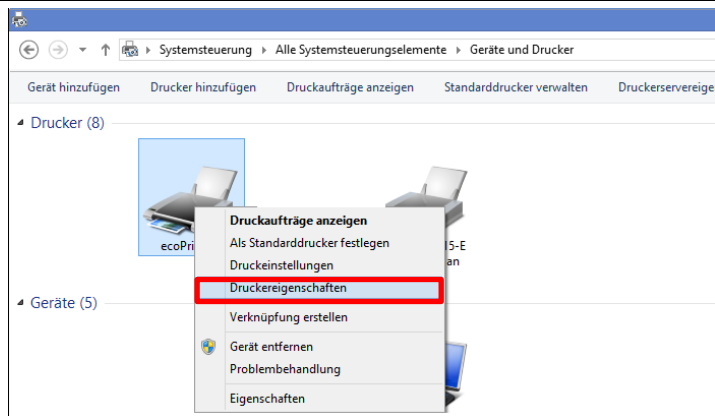 Systemsteuerung Alle Systemsteuerungselemente Geräte und Drucker
Gerät hinzufügen Drucker hinzufügen Druckaufträge anzeigen Standarddrucker verwalten Druckerservereige
Drucker (8)
ecoPri
15-E
an
Druckaufträge anzeigen
Als Standarddrucker festlegen
Druckeinstellungen
Druckereigenschaften
Verknüpfung erstellen
Gerät entfernen
Problembehandlung
Eigenschaften
Geräte (5)